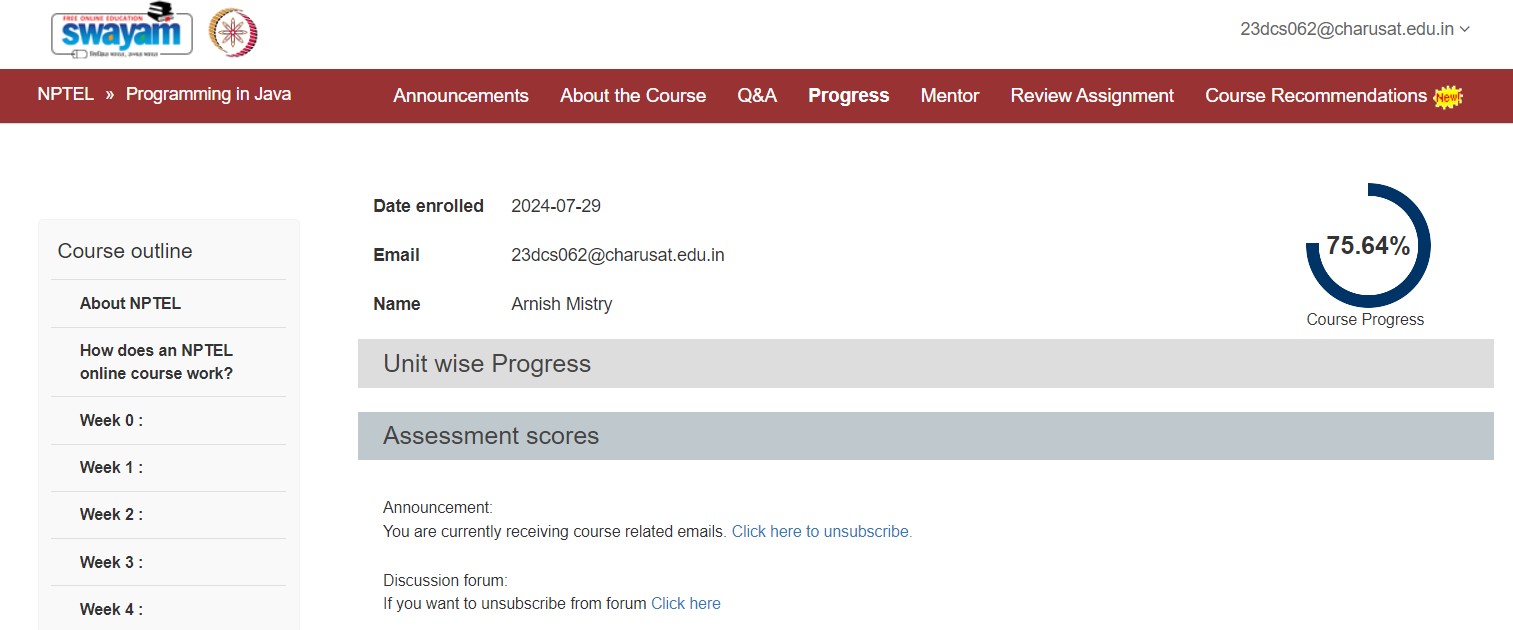 FREE ONLINE EDUCATION
swayam
23dcs062@charusat.edu.in
NPTEL » Programming in Java
Announcements About the Course Q&A Progress Mentor Review Assignment Course Recommendations New!
Date enrolled 2024-07-29
Email 23dcs062@charusat.edu.in
Name Arnish Mistry
75.64%
Course Progress
Course outline
About NPTEL
How does an NPTEL
online course work?
Week 0 :
Week 1 :
Week 2 :
Week 3 :
Week 4 :
Unit wise Progress
Assessment scores
Announcement:
You are currently receiving course related emails. Click here to unsubscribe.
Discussion forum:
If you want to unsubscribe from forum Click here